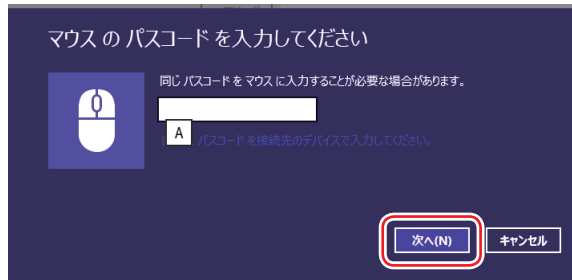 マウス の パスコード を入力してください
同じ パスコード を マウス に入力することが必要な場合があります。
A
パスコード を接続先のデバイスで入力してください。
次へ(N)
キャンセル